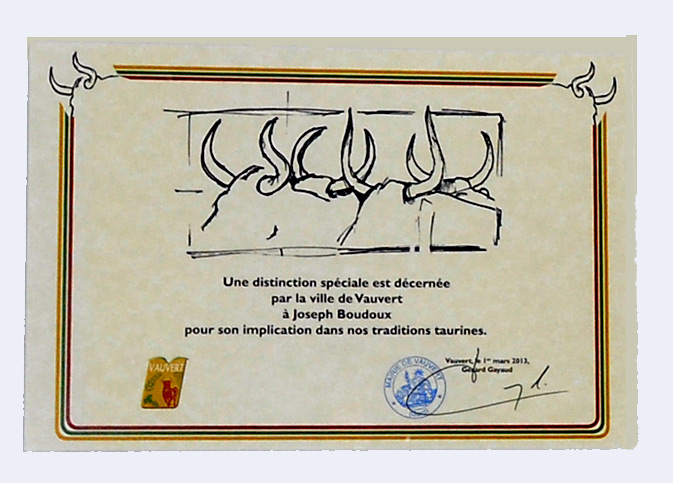 Une distinction spéciale est décernée
par la ville de Vauvert
à Joseph Boudoux
pour son implication dans nos traditions taurines.
VAUVERT
MAIRIE DE VAUVERT
Vauvert, le 1er mars 2013,
Gérard Gayaud